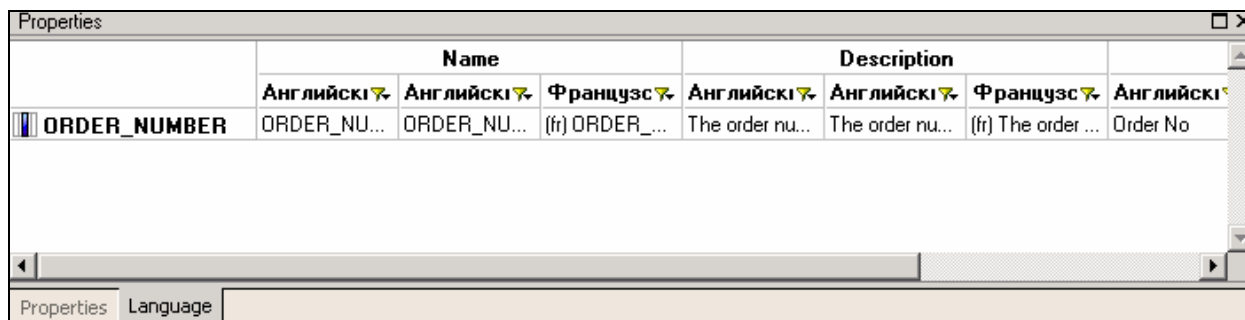 Properties
Name Description
Английскі Английскі Французс Английскі Английскі Французс Английскі
ORDER_NUMBER ORDER_NU... ORDER_NU... (fr) ORDER_... The order nu... The order nu... (fr) The order ... Order No
Properties Language